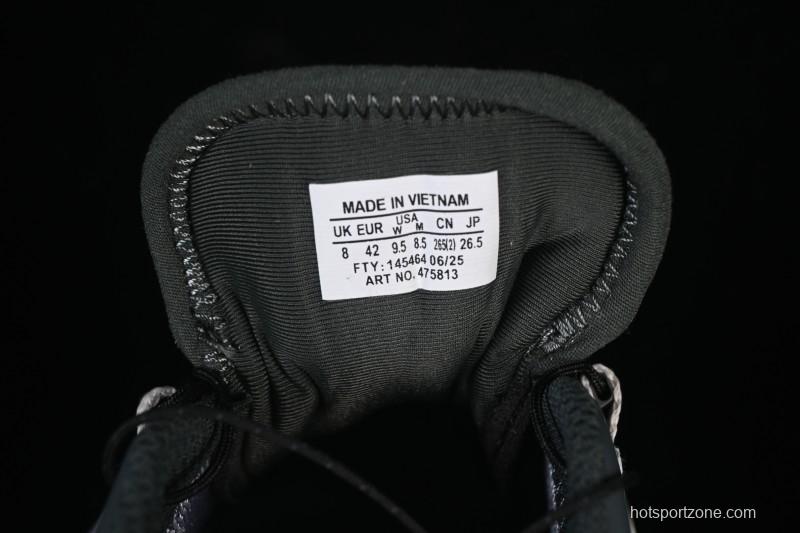 MADE IN VIETNAM
UK EUR USA W M CN JP
8 42 9.5 8.5 265(2) 26.5
FTY: 145464 06/25
ART NO. 475813
hotsportzone.com